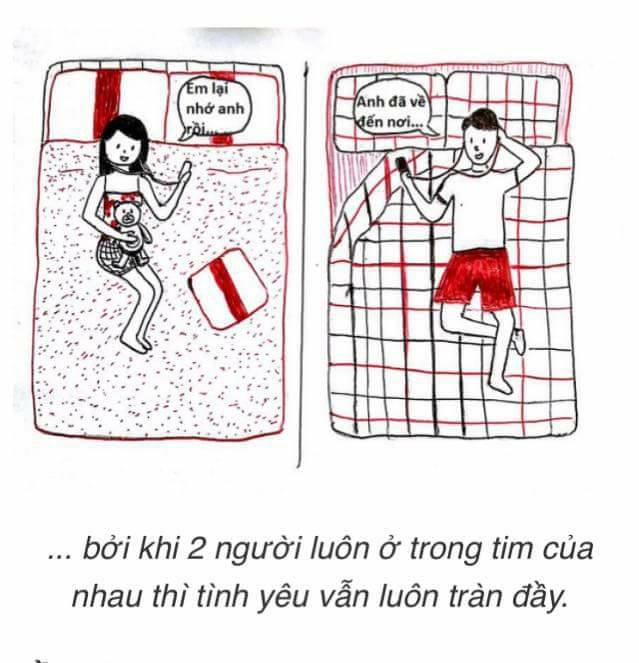 Em lại
nhớ anh
rồi....
Anh đã về
đến nơi...
... bởi khi 2 người luôn ở trong tim của
nhau thì tình yêu vẫn luôn tràn đầy.